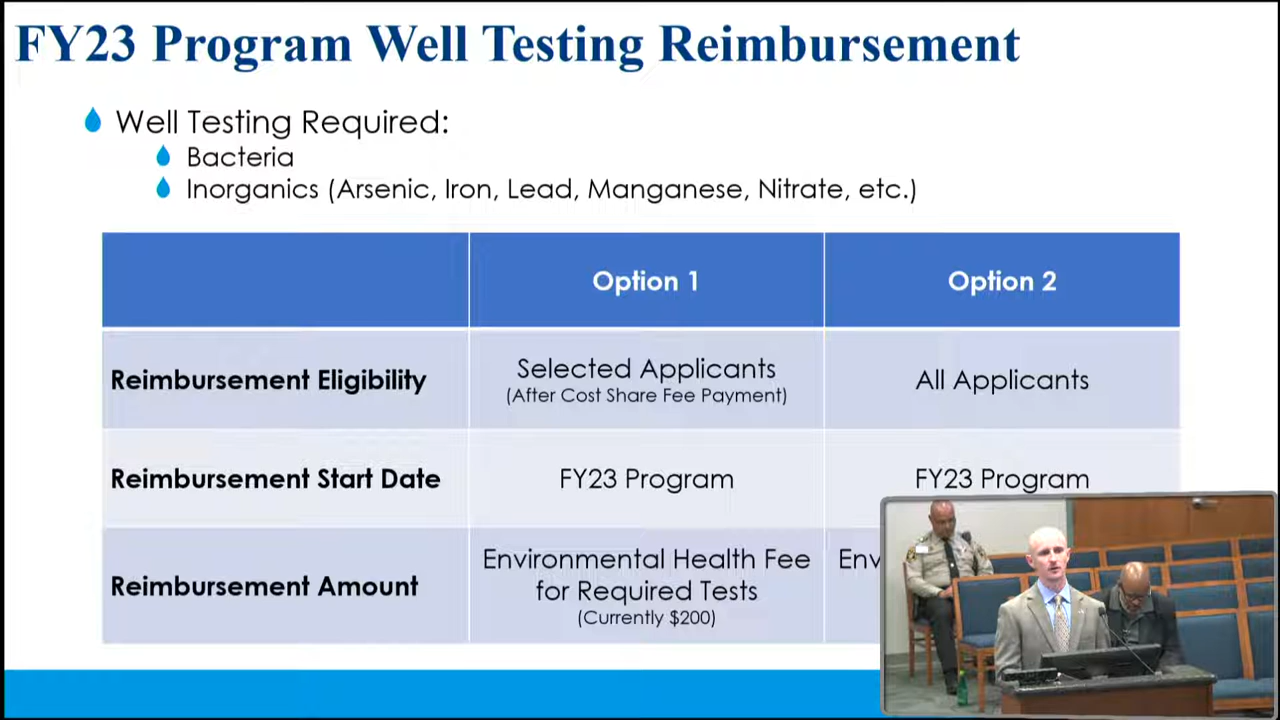 FY23 Program Well Testing Reimbursement
Well Testing Required:
Bacteria
Inorganics (Arsenic, Iron, Lead, Manganese, Nitrate, etc.)
Option 1
Option 2
Reimbursement Eligibility
Selected Applicants
(After Cost Share Fee Payment)
All Applicants
Reimbursement Start Date
FY23 Program
FY23 Program
Reimbursement Amount
Environmental Health Fee
for Required Tests
(Currently $200)
Env